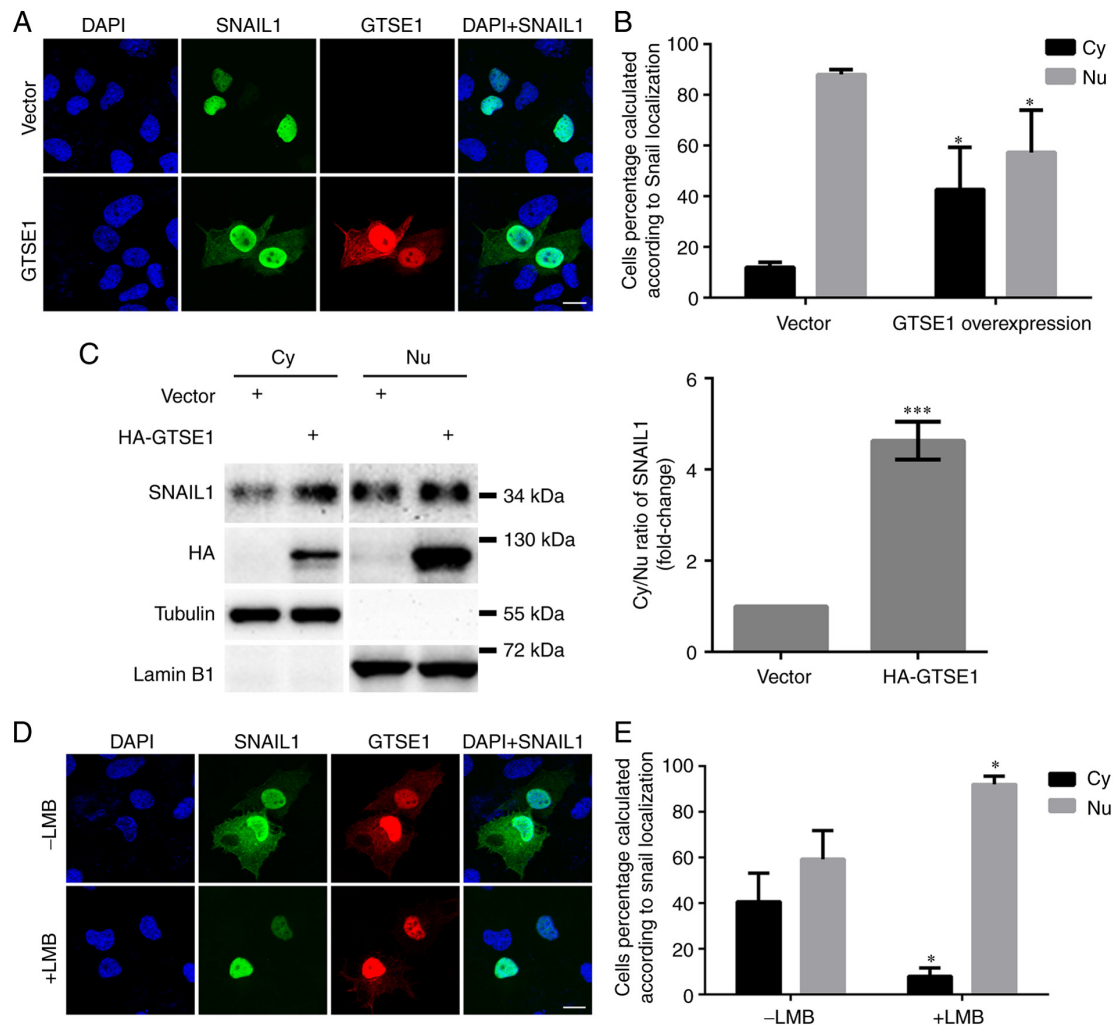 A
DAPI SNAIL1 GTSE1 DAPI+SNAIL1
Vector
GTSE1
B
Cells percentage calculated
according to Snail localization
100
80
60
40
20
0
* *
Cy
Nu
Vector GTSE1 overexpression
C
Cy Nu
Vector + +
HA-GTSE1 + +
SNAIL1 34 kDa
HA 130 kDa
Tubulin 55 kDa
Lamin B1 72 kDa
Cy/Nu ratio of SNAIL1
(fold-change)
6
4
2
0
***
Vector HA-GTSE1
D
DAPI SNAIL1 GTSE1 DAPI+SNAIL1
–LMB
+LMB
E
Cells percentage calculated
according to snail localization
100
80
60
40
20
0
* *
Cy
Nu
–LMB +LMB